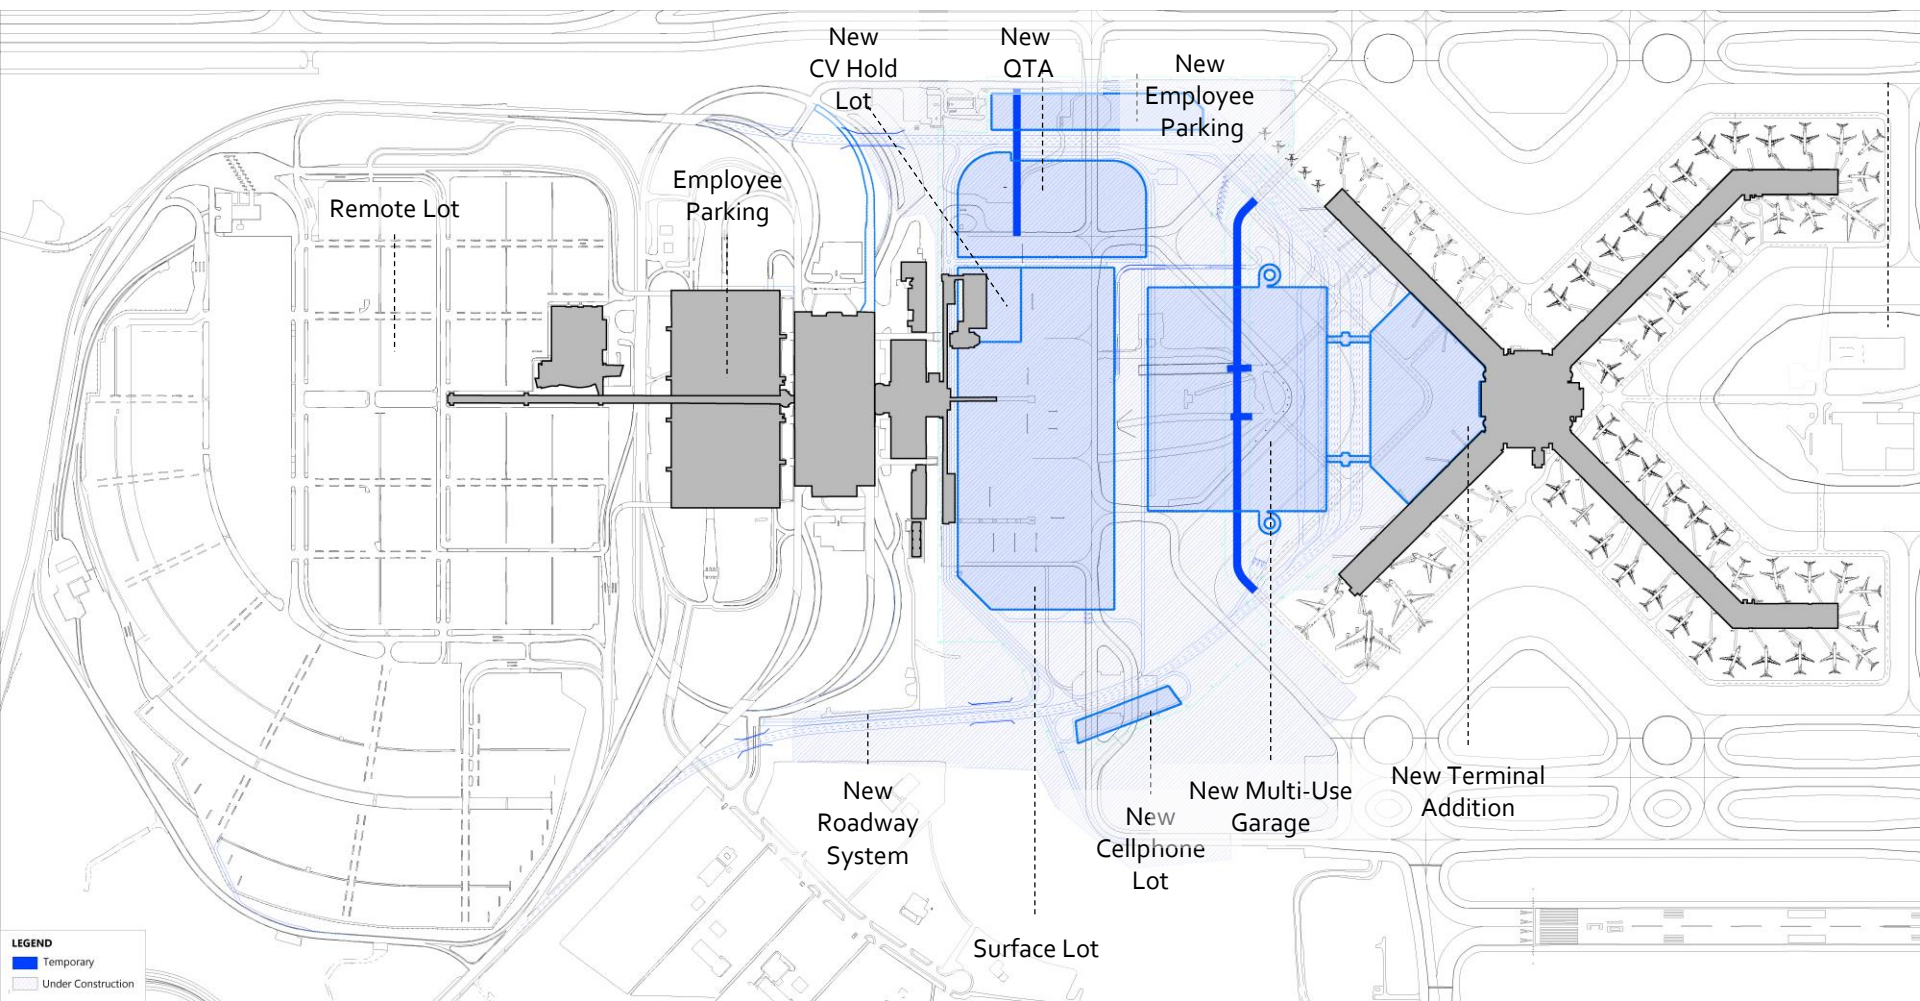 New
CV Hold
Lot
New
QTA
New
Employee
Parking
Employee
Parking
Remote Lot
New
Roadway
System
New
Cellphone
Lot
New Multi-Use
Garage
New Terminal
Addition
Surface Lot
LEGEND
Temporary
Under Construction